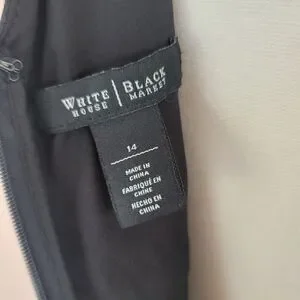 WHITE HOUSE | BLACK MARKET
14
MADE IN
CHINA
FABRIQUÉ EN
CHINE
HECHO EN
CHINA